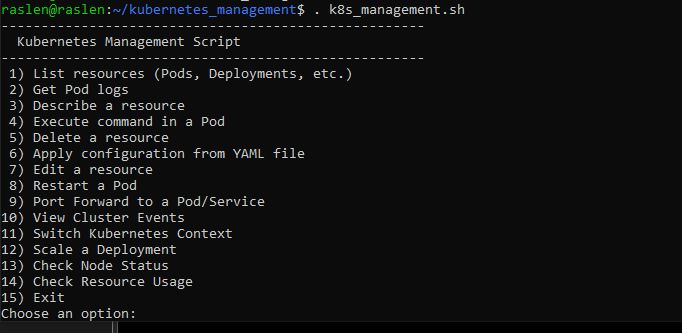 raslen@raslen:~/kubernetes_management$ . k8s_management.sh
-----------------------------------------------------
  Kubernetes Management Script
-----------------------------------------------------
 1) List resources (Pods, Deployments, etc.)
 2) Get Pod logs
 3) Describe a resource
 4) Execute command in a Pod
 5) Delete a resource
 6) Apply configuration from YAML file
 7) Edit a resource
 8) Restart a Pod
 9) Port Forward to a Pod/Service
10) View Cluster Events
11) Switch Kubernetes Context
12) Scale a Deployment
13) Check Node Status
14) Check Resource Usage
15) Exit
Choose an option: